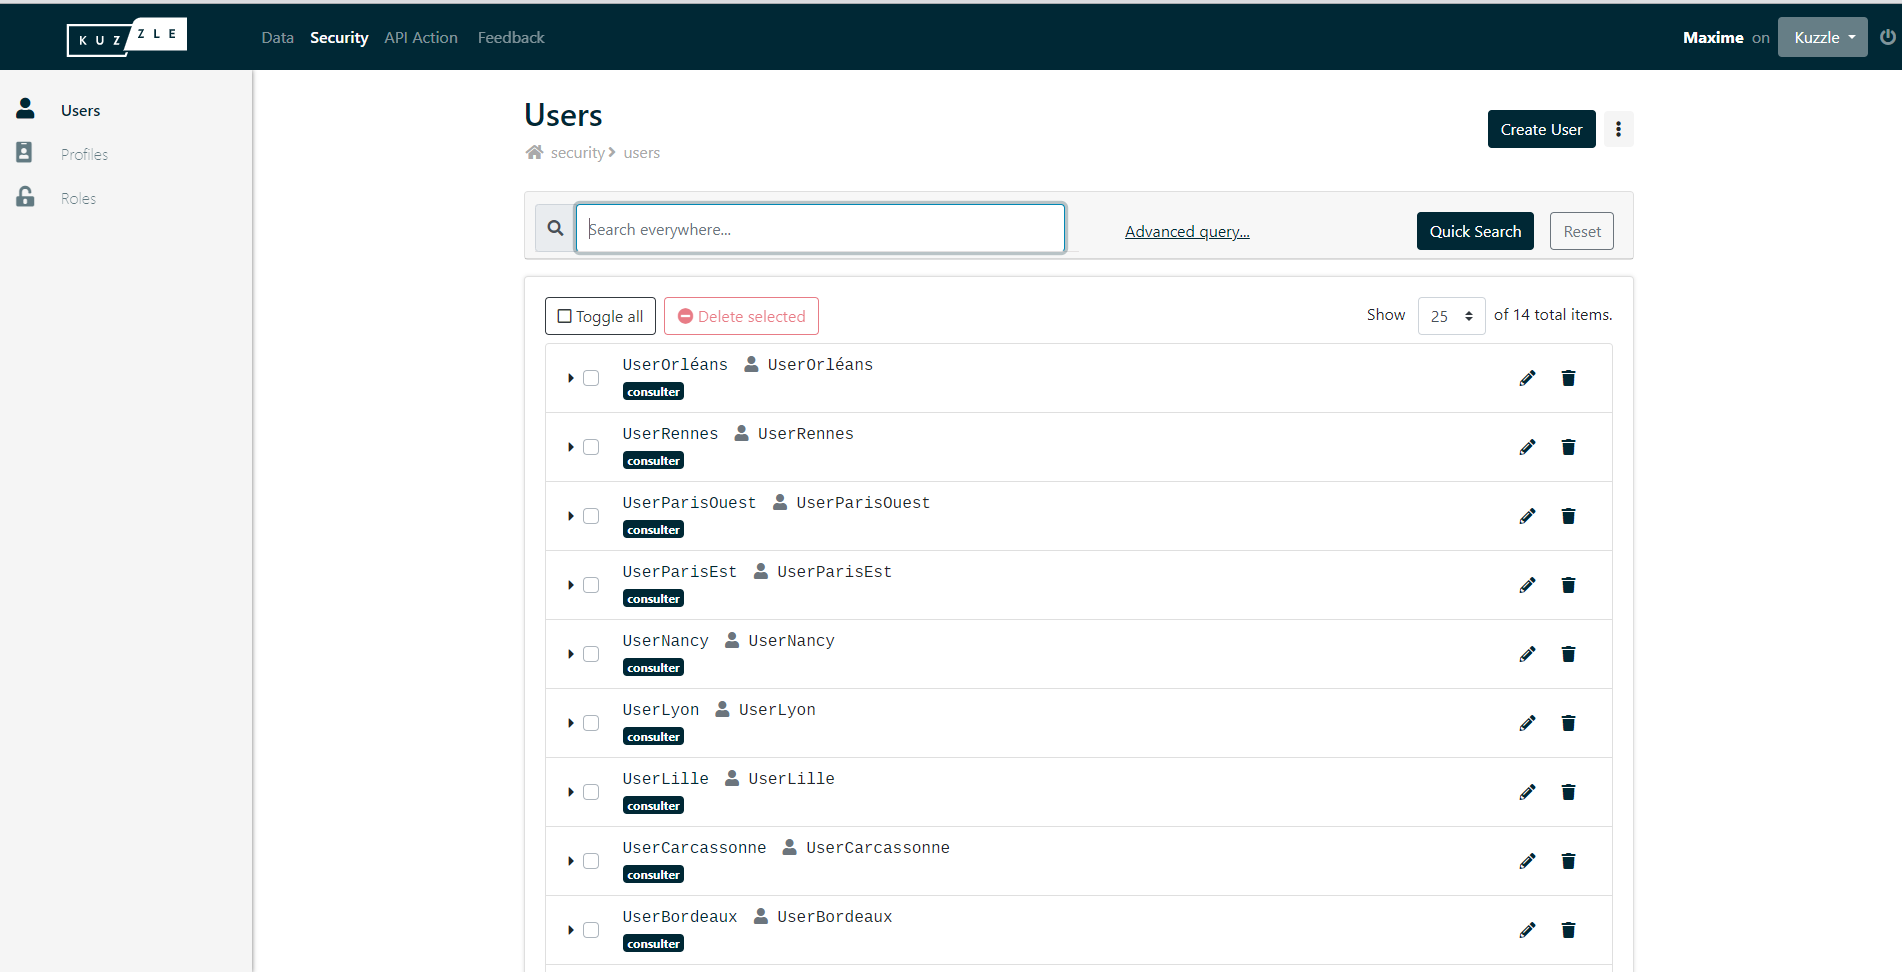 KUZZLE Data Security API Action Feedback Maxime on Kuzzle
Users
Profiles
Roles
Users
security users
Create User
Search everywhere...
Advanced query...
Quick Search
Reset
Toggle all
Delete selected
Show 25 of 14 total items.
UserOrléans UserOrléans
consulter
UserRennes UserRennes
consulter
UserParisOuest UserParisOuest
consulter
UserParisEst UserParisEst
consulter
UserNancy UserNancy
consulter
UserLyon UserLyon
consulter
UserLille UserLille
consulter
UserCarcassonne UserCarcassonne
consulter
UserBordeaux UserBordeaux
consulter